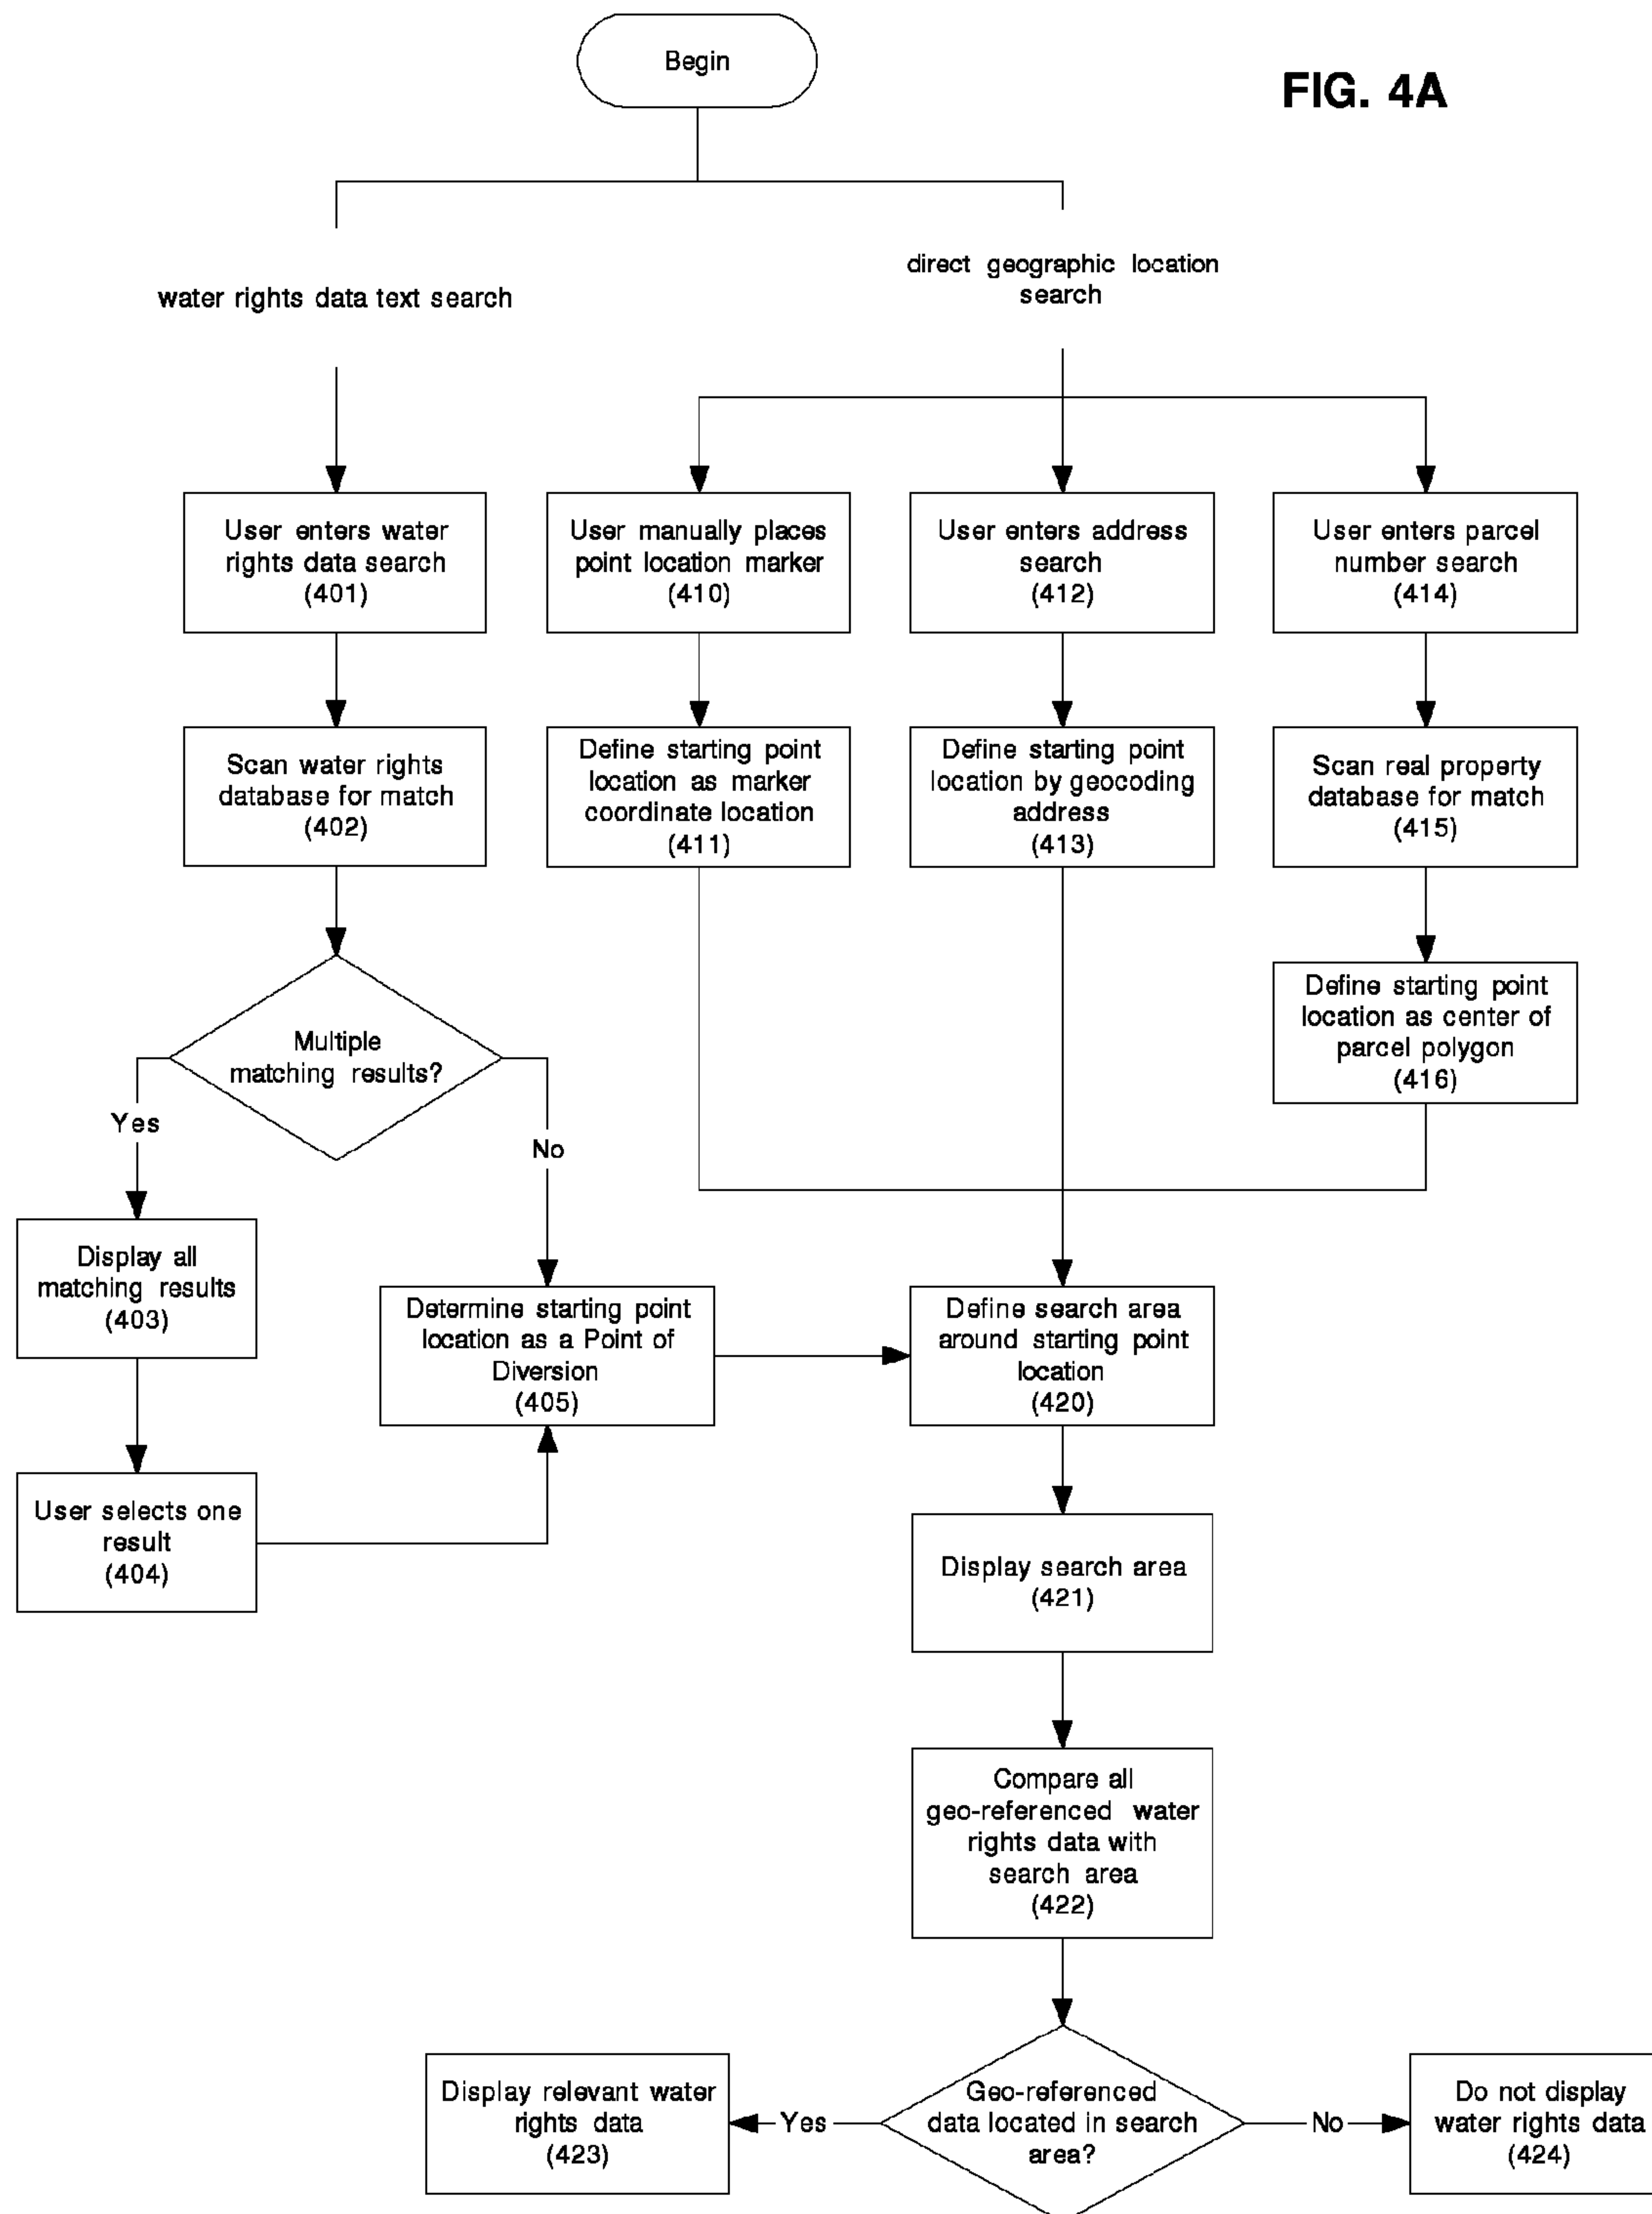 Begin
FIG. 4A
water rights data text search
direct geographic location
search
User enters water
rights data search
(401)
User manually places
point location marker
(410)
User enters address
search
(412)
User enters parcel
number search
(414)
Scan water rights
database for match
(402)
Define starting point
location as marker
coordinate location
(411)
Define starting point
location by geocoding
address
(413)
Scan real property
database for match
(415)
Define starting point
location as center of
parcel polygon
(416)
Multiple
matching results?
Yes
No
Display all
matching results
(403)
Determine starting point
location as a Point of
Diversion
(405)
Define search area
around starting point
location
(420)
User selects one
result
(404)
Display search area
(421)
Compare all
geo-referenced water
rights data with
search area
(422)
Display relevant water
rights data
(423)
Yes
Geo-referenced
data located in search
area?
No
Do not display
water rights data
(424)